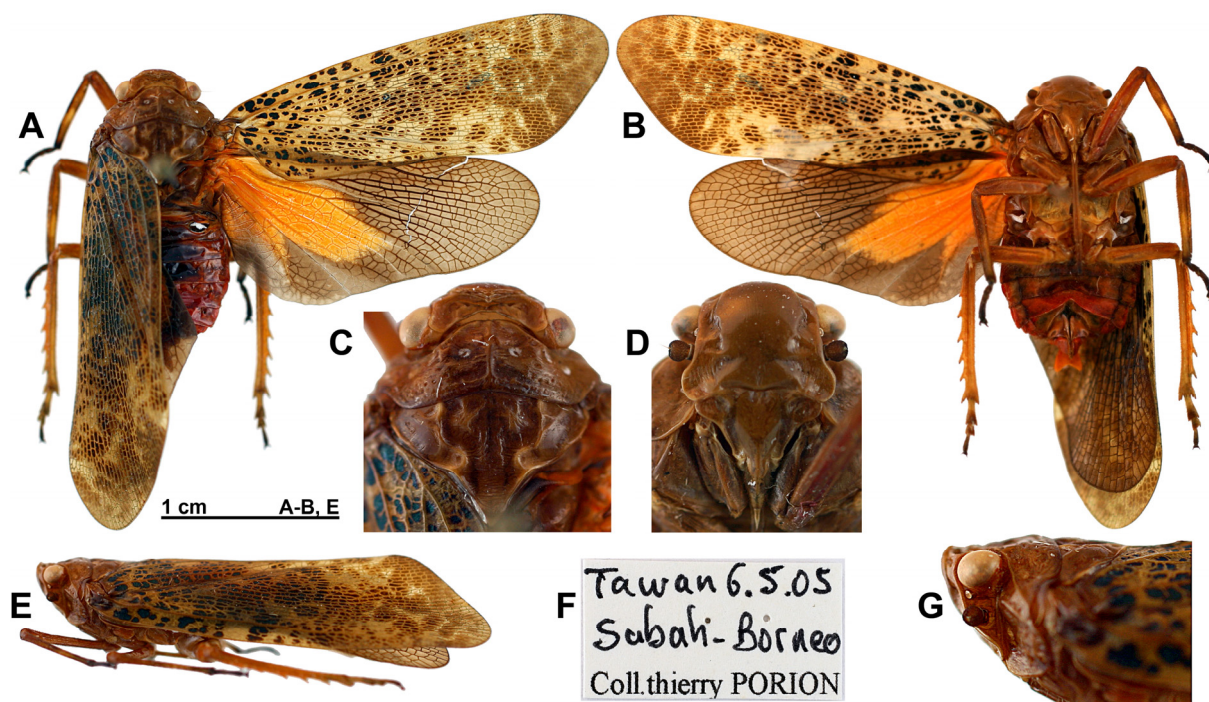 A
B
C
D
1 cm A-B, E
E
F
Tawan 6.5.05
Sabah-Borneo
Coll.thierry PORION
G